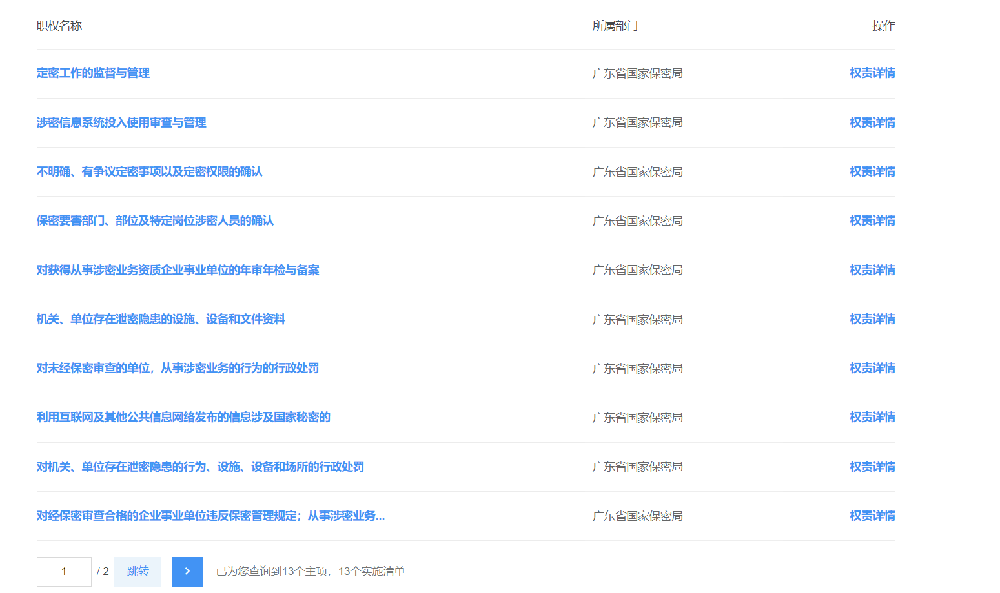 职权名称 所属部门 操作
定密工作的监督与管理 广东省国家保密局 权责详情
涉密信息系统投入使用审查与管理 广东省国家保密局 权责详情
不明确、有争议定密事项以及定密权限的确认 广东省国家保密局 权责详情
保密要害部门、部位及特定岗位涉密人员的确认 广东省国家保密局 权责详情
对获得从事涉密业务资质企业事业单位的年审年检与备案 广东省国家保密局 权责详情
机关、单位存在泄密隐患的设施、设备和文件资料 广东省国家保密局 权责详情
对未经保密审查的单位，从事涉密业务的行为的行政处罚 广东省国家保密局 权责详情
利用互联网及其他公共信息网络发布的信息涉及国家秘密的 广东省国家保密局 权责详情
对机关、单位存在泄密隐患的行为、设施、设备和场所的行政处罚 广东省国家保密局 权责详情
对经保密审查合格的企业事业单位违反保密管理规定；从事涉密业务... 广东省国家保密局 权责详情
1 / 2 跳转 > 已为您查询到13个主项，13个实施清单